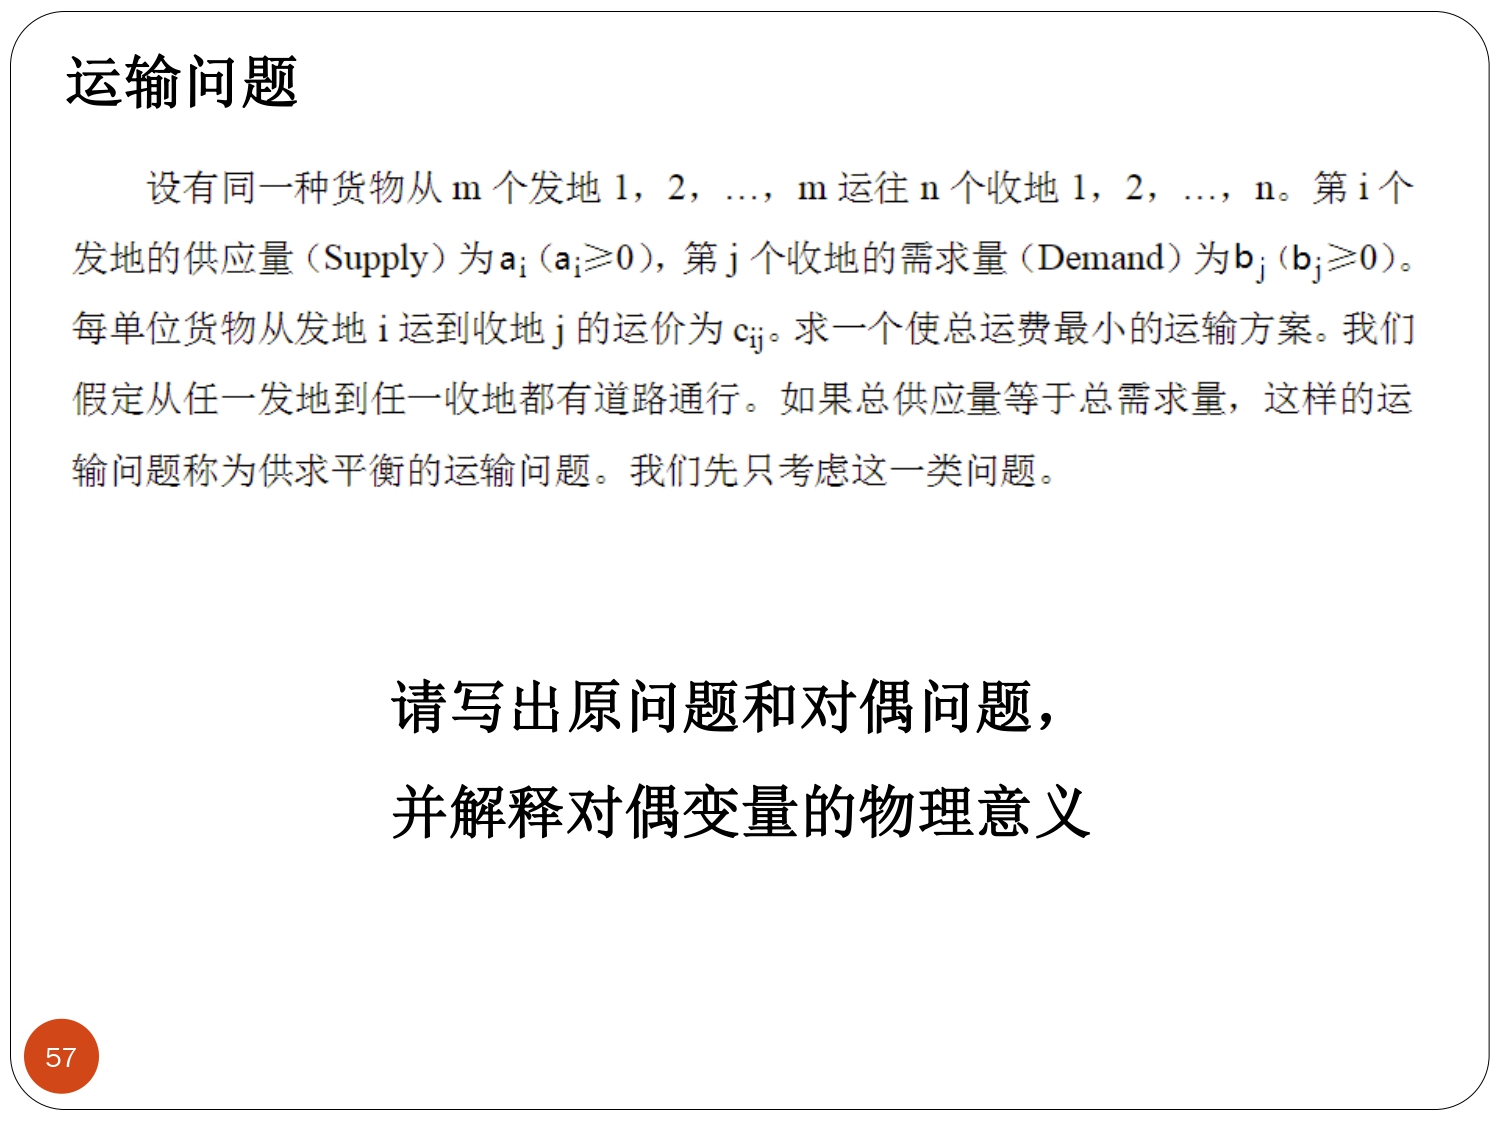 运输问题
设有同一种货物从 m 个发地 1，2，…，m 运往 n 个收地 1，2，…，n。第 i 个
发地的供应量（Supply）为 ai（ai≥0），第 j 个收地的需求量（Demand）为 bj（bj≥0）。
每单位货物从发地 i 运到收地 j 的运价为 cij。求一个使总运费最小的运输方案。我们
假定从任一发地到任一收地都有道路通行。如果总供应量等于总需求量，这样的运
输问题称为供求平衡的运输问题。我们先只考虑这一类问题。
请写出原问题和对偶问题，
并解释对偶变量的物理意义
57